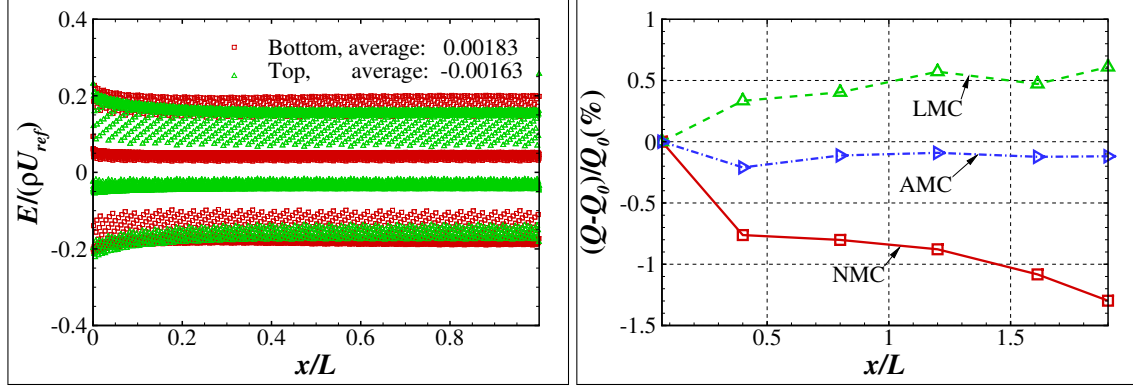 E/(ρU_ref)
0.4
0.2
0
-0.2
-0.4
Bottom, average: 0.00183
Top, average: -0.00163
0 0.2 0.4 0.6 0.8
x/L
(Q-Q_0)/Q_0(%)
1
0.5
0
-0.5
-1
-1.5
LMC
AMC
NMC
0.5 1 1.5
x/L